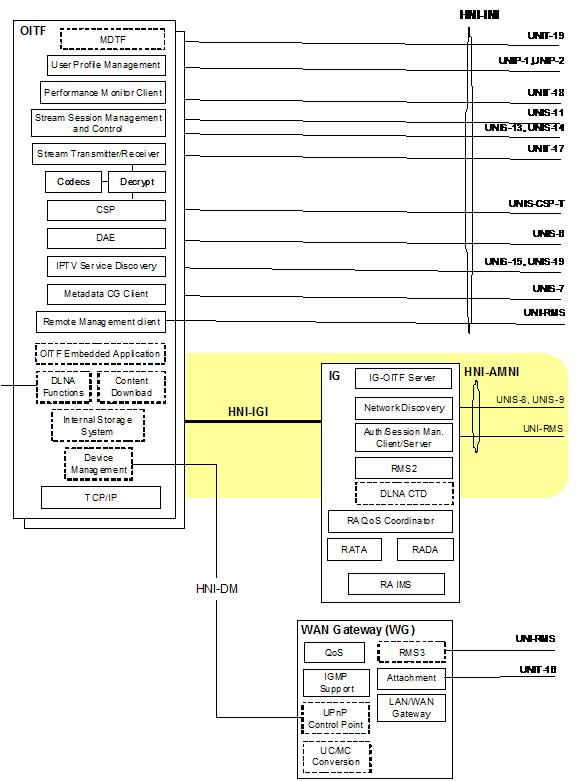 HNI-INI
OITF
MDTF
UNIT-19
User Profile Management
UNIP-1,UNIP-2
Performance Monitor Client
UNIT-18
Stream Session Management
and Control
UNIS-11
UNIS-13, UNIS-14
Stream Transmitter/Receiver
UNIT-17
Codecs
Decrypt
CSP
UNIS-CSP-T
DAE
UNIS-6
IPTV Service Discovery
UNIS-15, UNIS-19
Metadata CG Client
UNIS-7
Remote Management client
UNI-RMS
OITF Embedded Application
DLNA
Functions
Content
Download
Internal Storage
System
Device
Management
TCP/IP
HNI-IGI
IG
IG-OITF Server
HNI-AMNI
Network Discovery
UNIS-8, UNIS-9
Auth/Session Man.
Client/Server
UNI-RMS
RMS2
DLNA CTD
RA QoS Coordinator
RATA
RADA
RA IMS
HNI-DM
WAN Gateway (WG)
QoS
RMS3
UNI-RMS
IGMP
Support
Attachment
UNIT-18
LAN/WAN
Gateway
UPnP
Control Point
UC/MC
Conversion